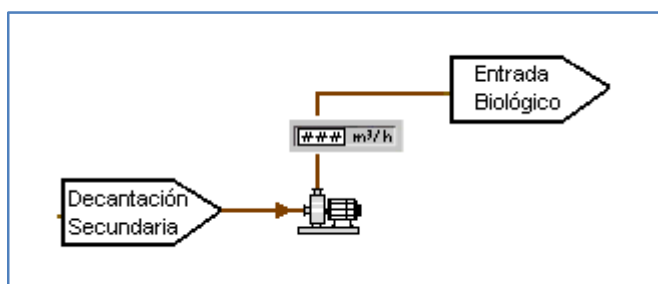 Entrada
Biológico
### m³/h
Decantación
Secundaria